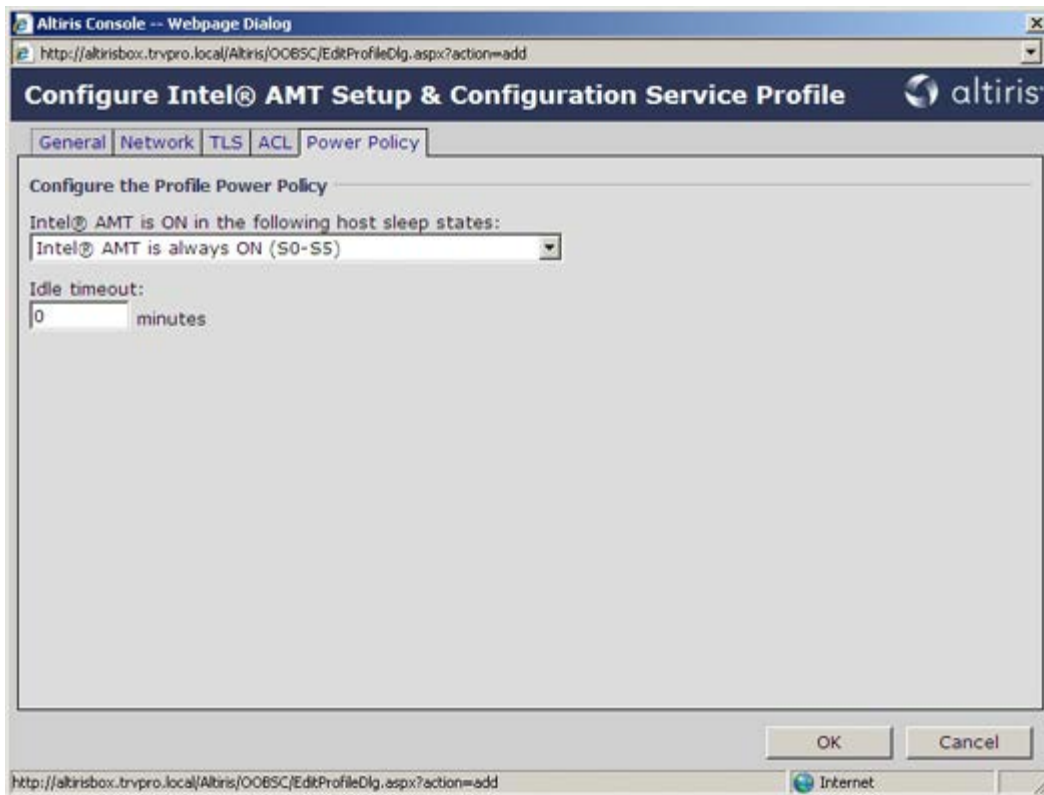 Altiris Console -- Webpage Dialog
http://altirisbox.trvpro.local/Altiris/OOBSC/EditProfileDlg.aspx?action=add
Configure Intel® AMT Setup & Configuration Service Profile
altiris
General Network TLS ACL Power Policy
Configure the Profile Power Policy
Intel® AMT is ON in the following host sleep states:
Intel® AMT is always ON (S0-S5)
Idle timeout:
0 minutes
OK Cancel
http://altirisbox.trvpro.local/Altiris/OOBSC/EditProfileDlg.aspx?action=add Internet